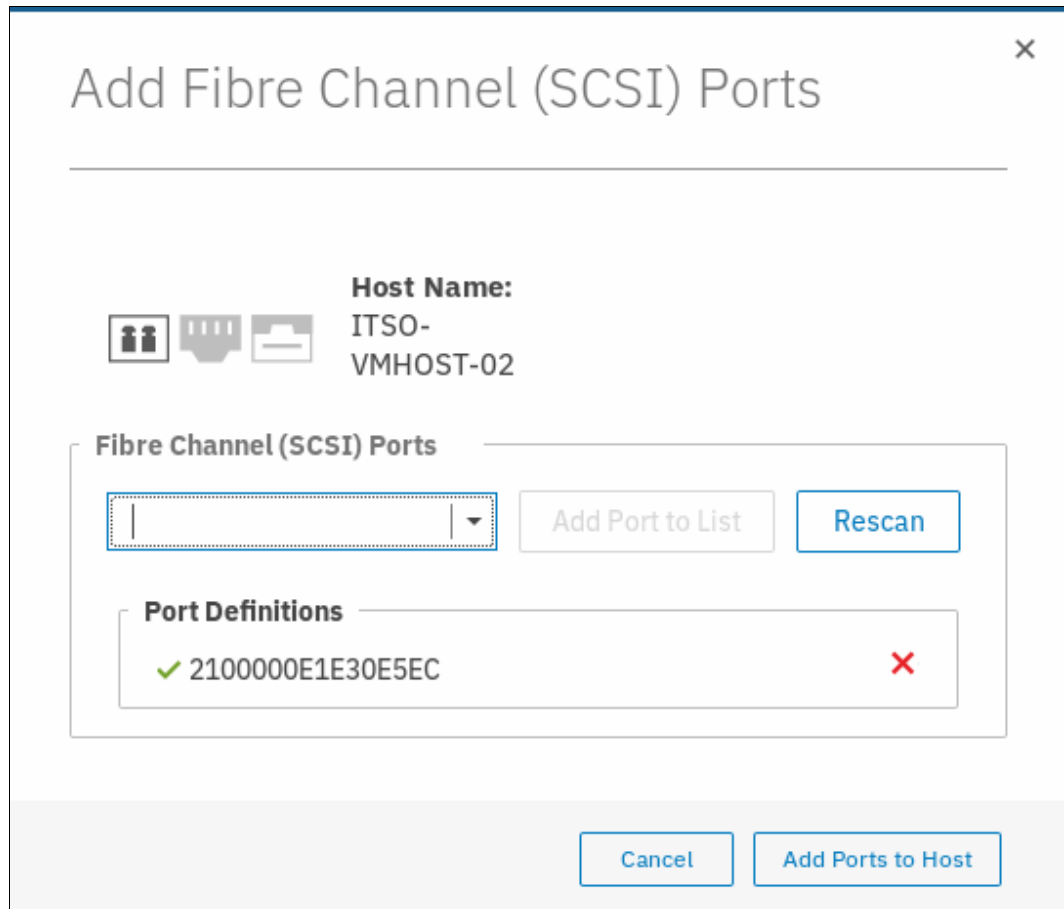 Add Fibre Channel (SCSI) Ports
Host Name:
ITSO-
VMHOST-02
Fibre Channel (SCSI) Ports
Add Port to List
Rescan
Port Definitions
2100000E1E30E5EC
Cancel
Add Ports to Host